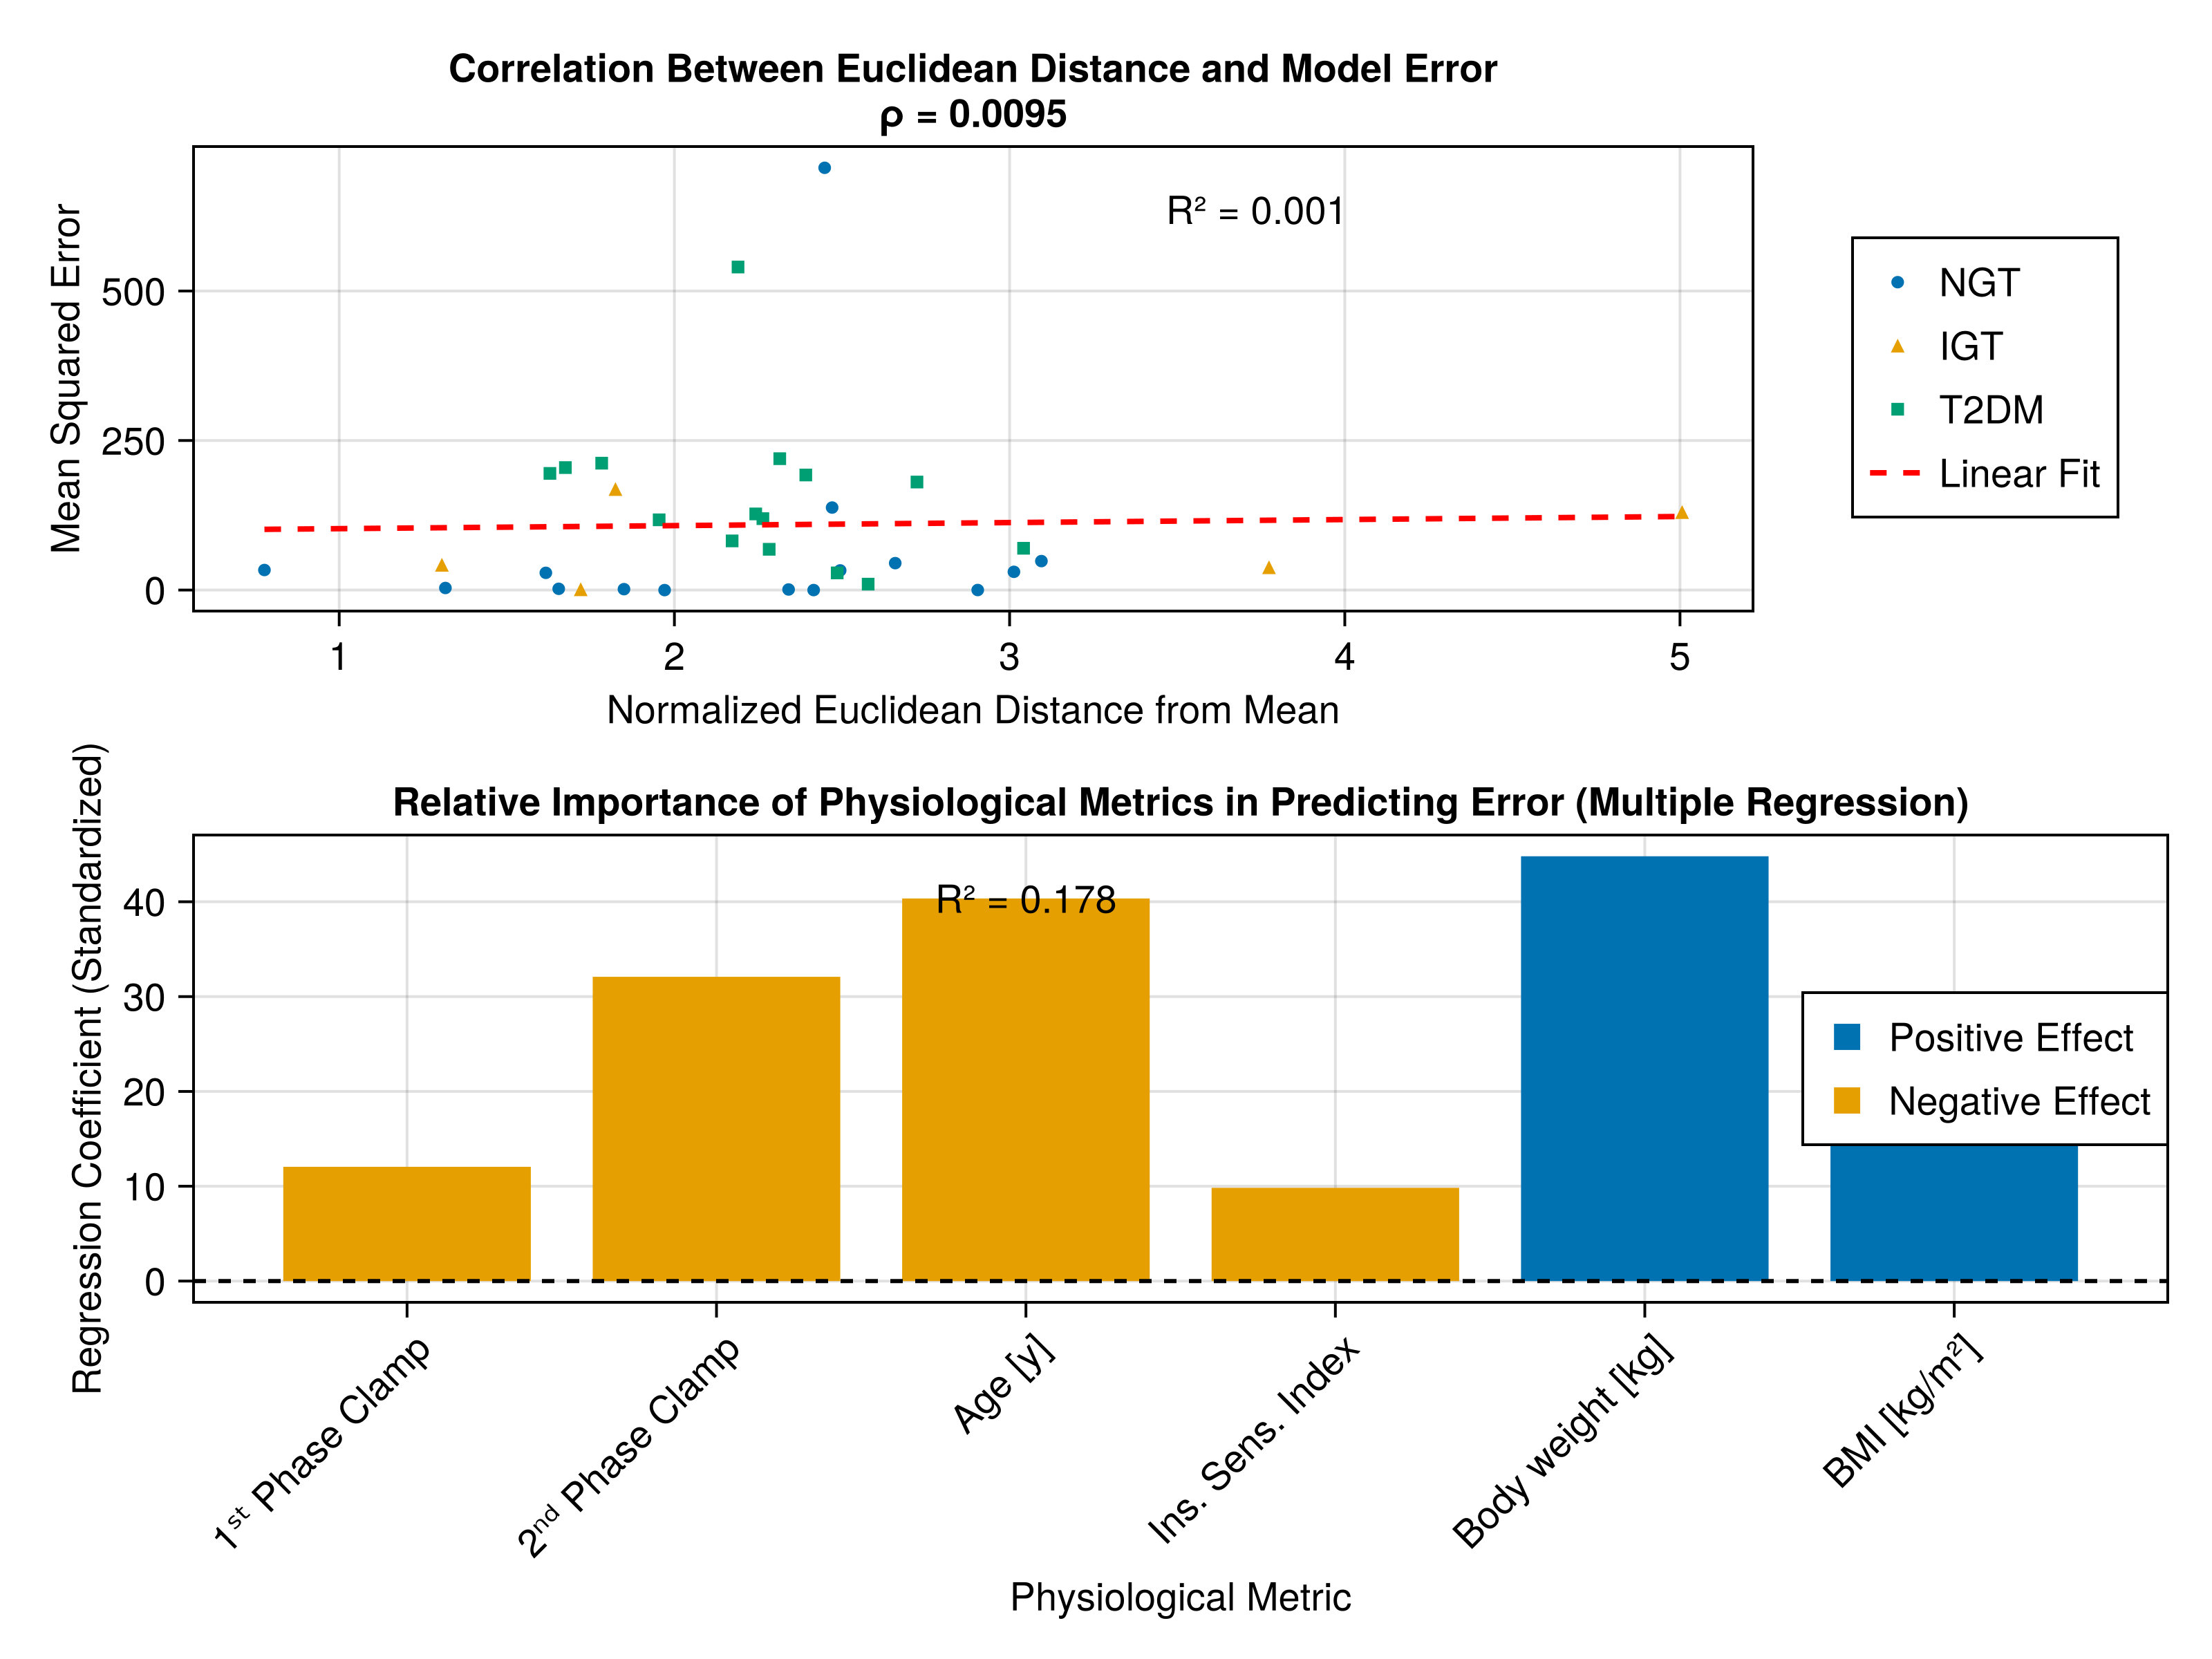 Correlation Between Euclidean Distance and Model Error
ρ = 0.0095
R² = 0.001
Mean Squared Error
500
250
0
1 2 3 4 5
Normalized Euclidean Distance from Mean
NGT
IGT
T2DM
Linear Fit
Relative Importance of Physiological Metrics in Predicting Error (Multiple Regression)
R² = 0.178
Regression Coefficient (Standardized)
40
30
20
10
0
Positive Effect
Negative Effect
1ˢᵗ Phase Clamp
2ⁿᵈ Phase Clamp
Age [y]
Ins. Sens. Index
Body weight [kg]
BMI [kg/m²]
Physiological Metric